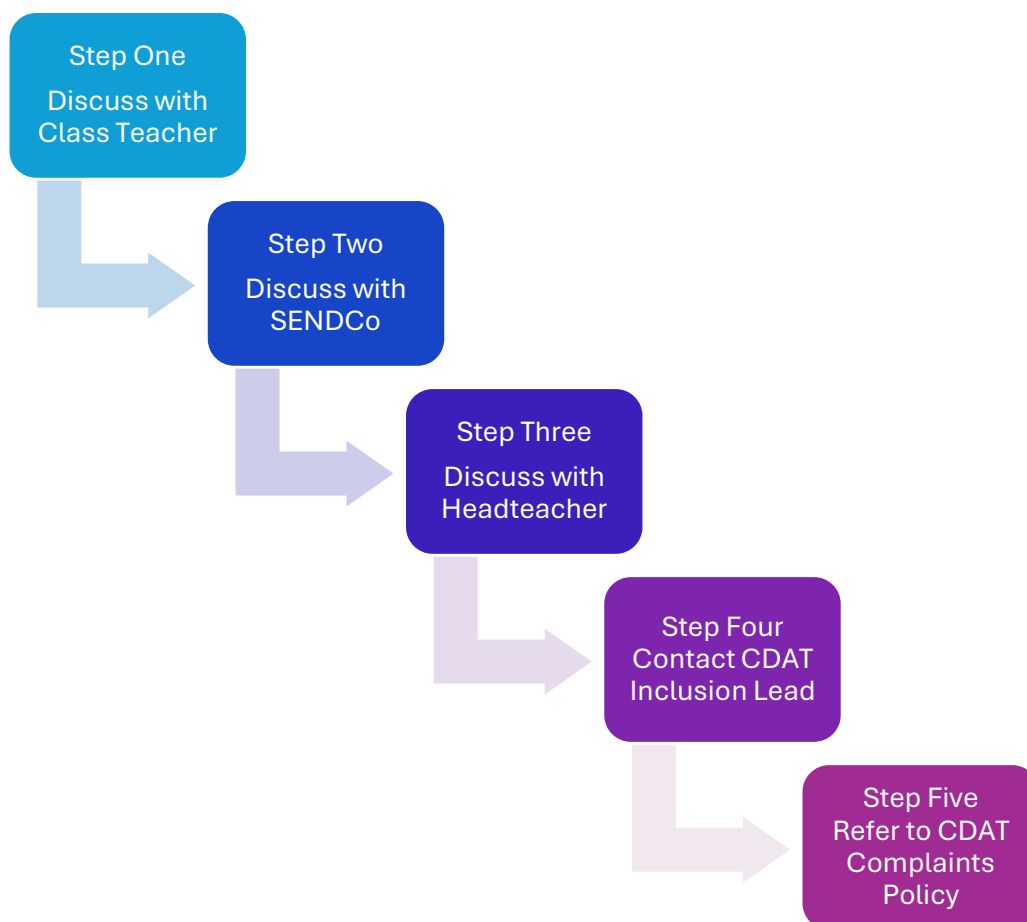 Step One
Discuss with
Class Teacher
Step Two
Discuss with
SENDCo
Step Three
Discuss with
Headteacher
Step Four
Contact CDAT
Inclusion Lead
Step Five
Refer to CDAT
Complaints
Policy